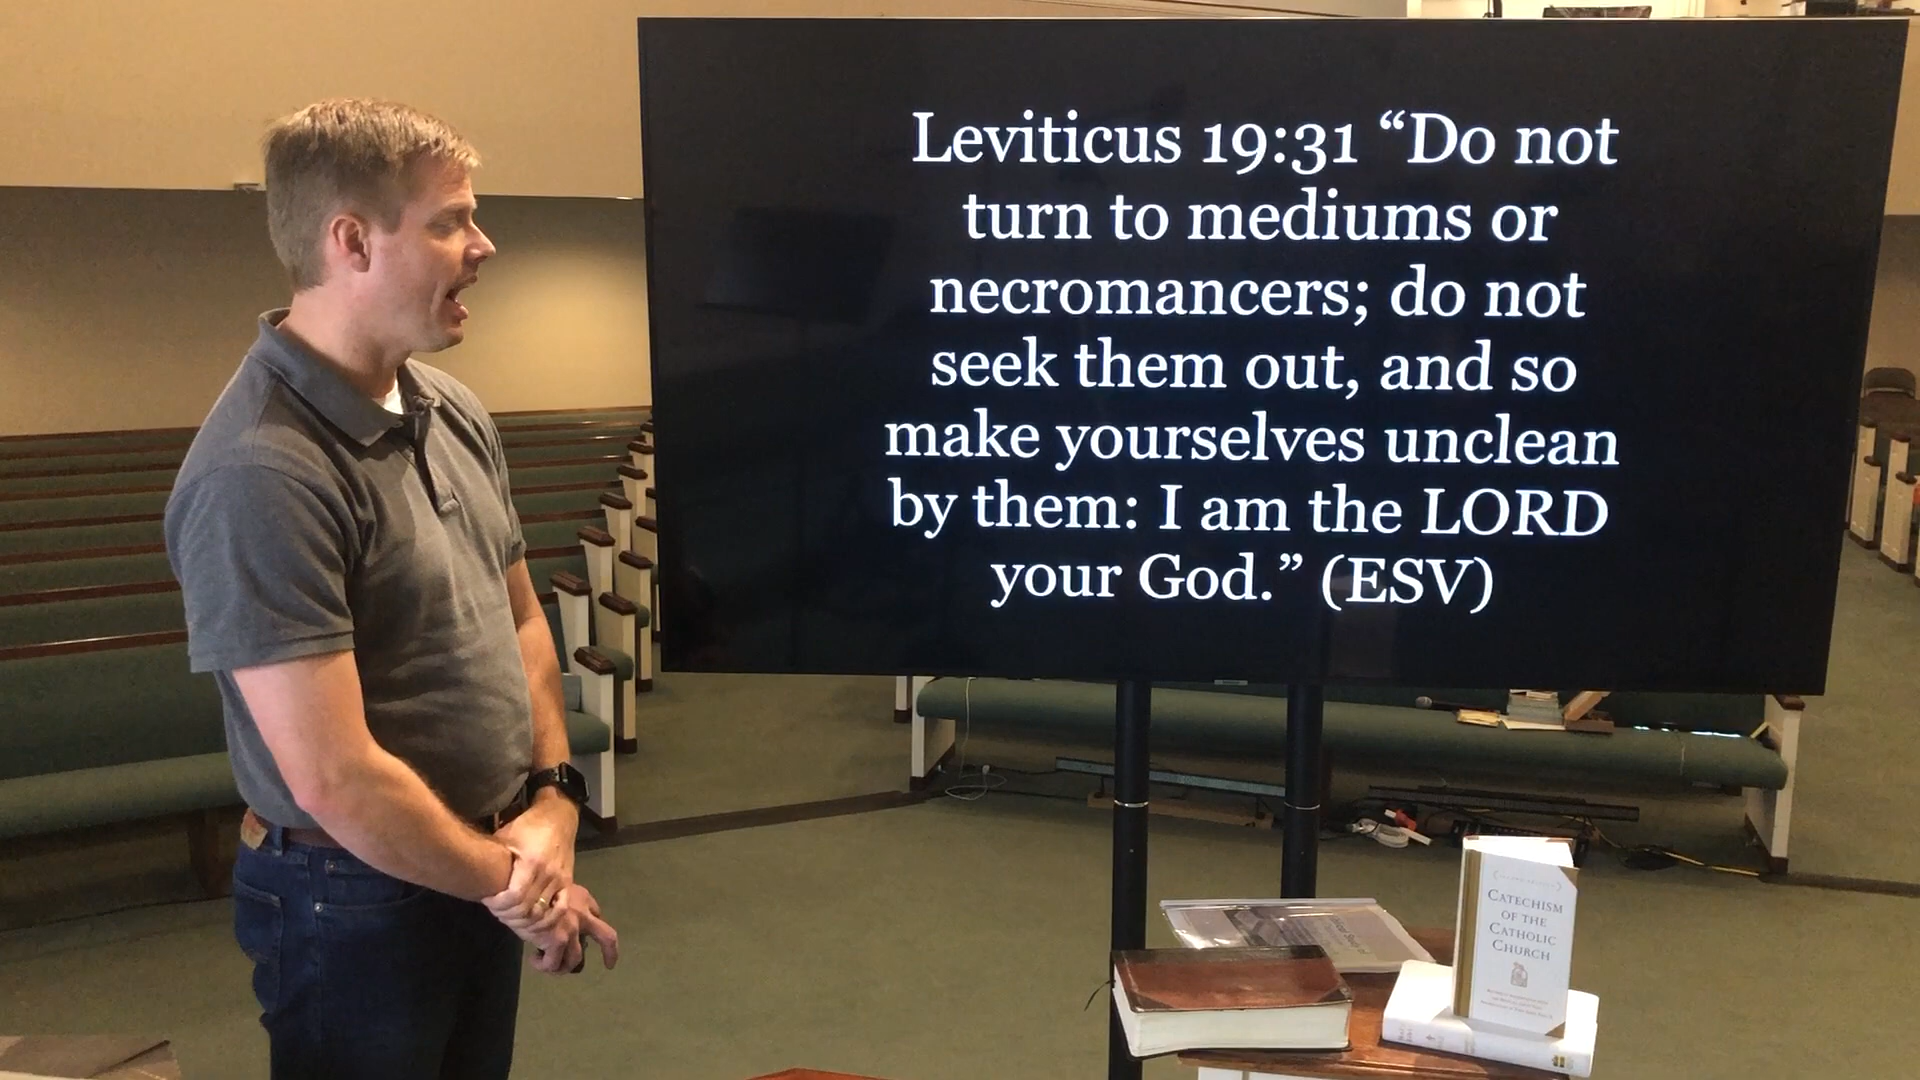 Leviticus 19:31 “Do not
turn to mediums or
necromancers; do not
seek them out, and so
make yourselves unclean
by them: I am the LORD
your God.” (ESV)
CATECHISM
OF THE
CATHOLIC
CHURCH